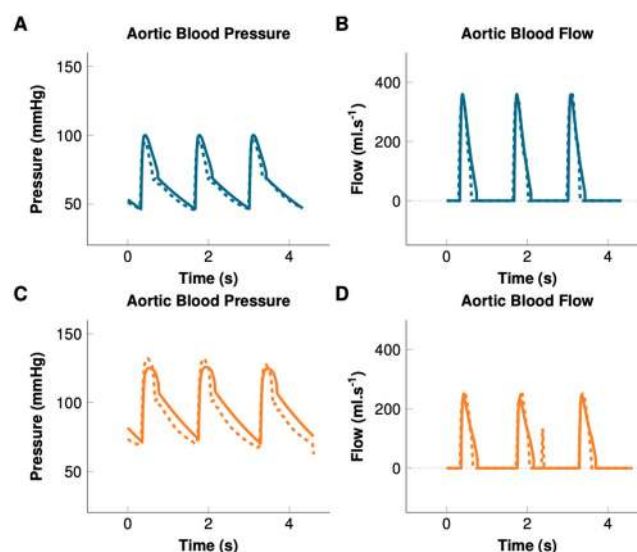 A
Aortic Blood Pressure
150
100
50
Pressure (mmHg)
0 2 4
Time (s)
B
Aortic Blood Flow
400
200
0
Flow (ml.s⁻¹)
0 2 4
Time (s)
C
Aortic Blood Pressure
150
100
50
Pressure (mmHg)
0 2 4
Time (s)
D
Aortic Blood Flow
400
200
0
Flow (ml.s⁻¹)
0 2 4
Time (s)